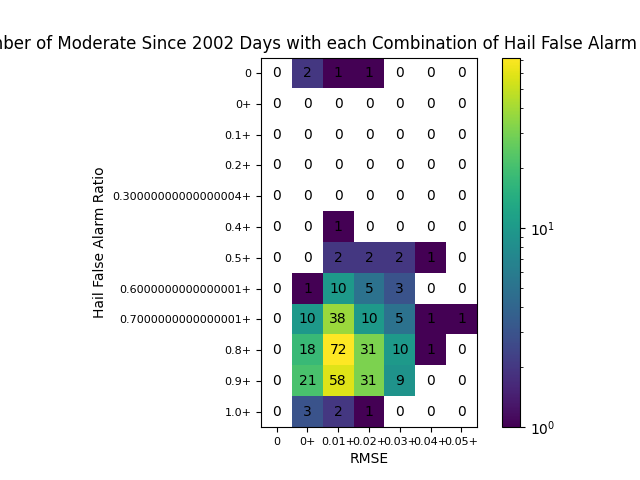 ber of Moderate Since 2002 Days with each Combination of Hail False Alarm
0 0 2 1 1 0 0 0
0+ 0 0 0 0 0 0 0
0.1+ 0 0 0 0 0 0 0
0.2+ 0 0 0 0 0 0 0
0.30000000000000004+ 0 0 0 0 0 0 0
0.4+ 0 0 1 0 0 0 0
0.5+ 0 0 2 2 2 1 0
0.6000000000000001+ 0 1 10 5 3 0 0
0.7000000000000001+ 0 10 38 10 5 1 1
0.8+ 0 18 72 31 10 1 0
0.9+ 0 21 58 31 9 0 0
1.0+ 0 3 2 1 0 0 0
0 0+ 0.01+ 0.02+ 0.03+ 0.04+ 0.05+
RMSE
Hail False Alarm Ratio
10¹
10⁰